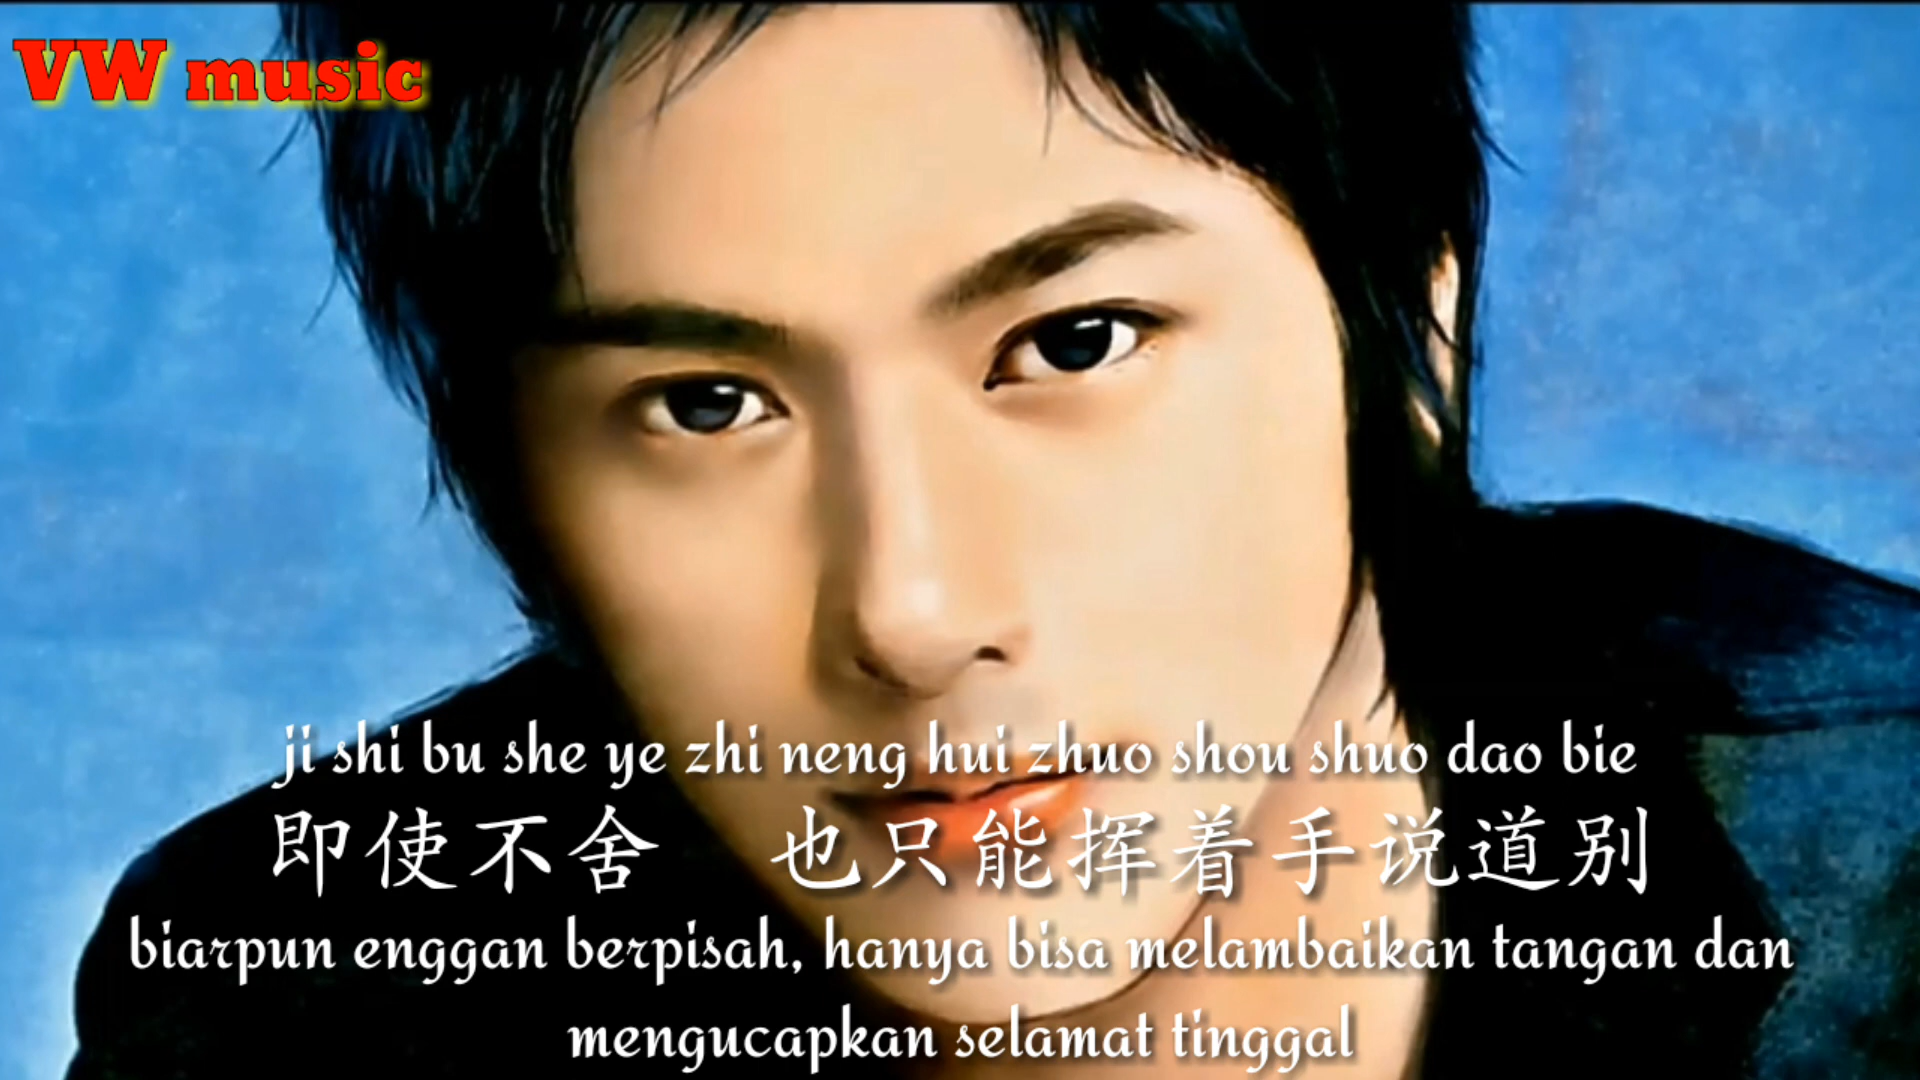 VW music
ji shi bu she ye zhi neng hui zhuo shou shuo dao bie
即使不舍 也只能挥着手说道别
biarpun enggan berpisah, hanya bisa melambaikan tangan dan
mengucapkan selamat tinggal